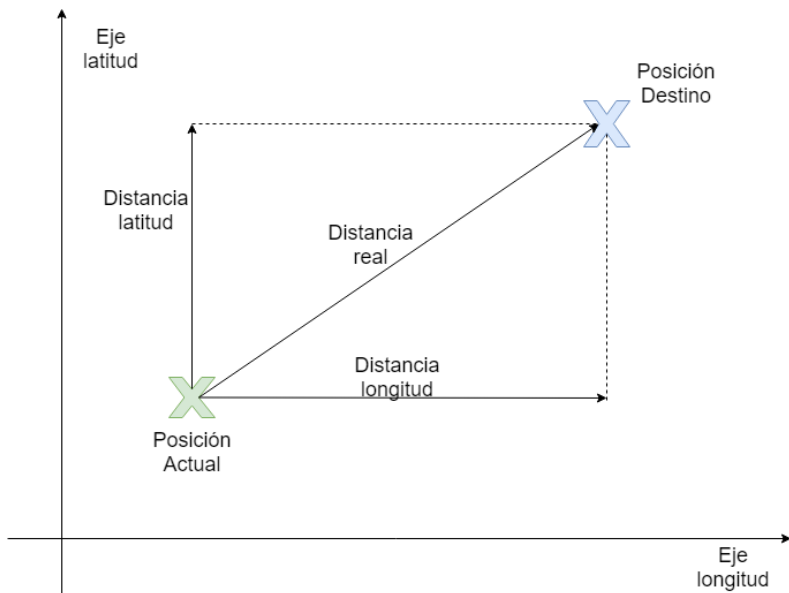 Eje
latitud
Posición
Destino
Distancia
latitud
Distancia
real
Distancia
longitud
Posición
Actual
Eje
longitud